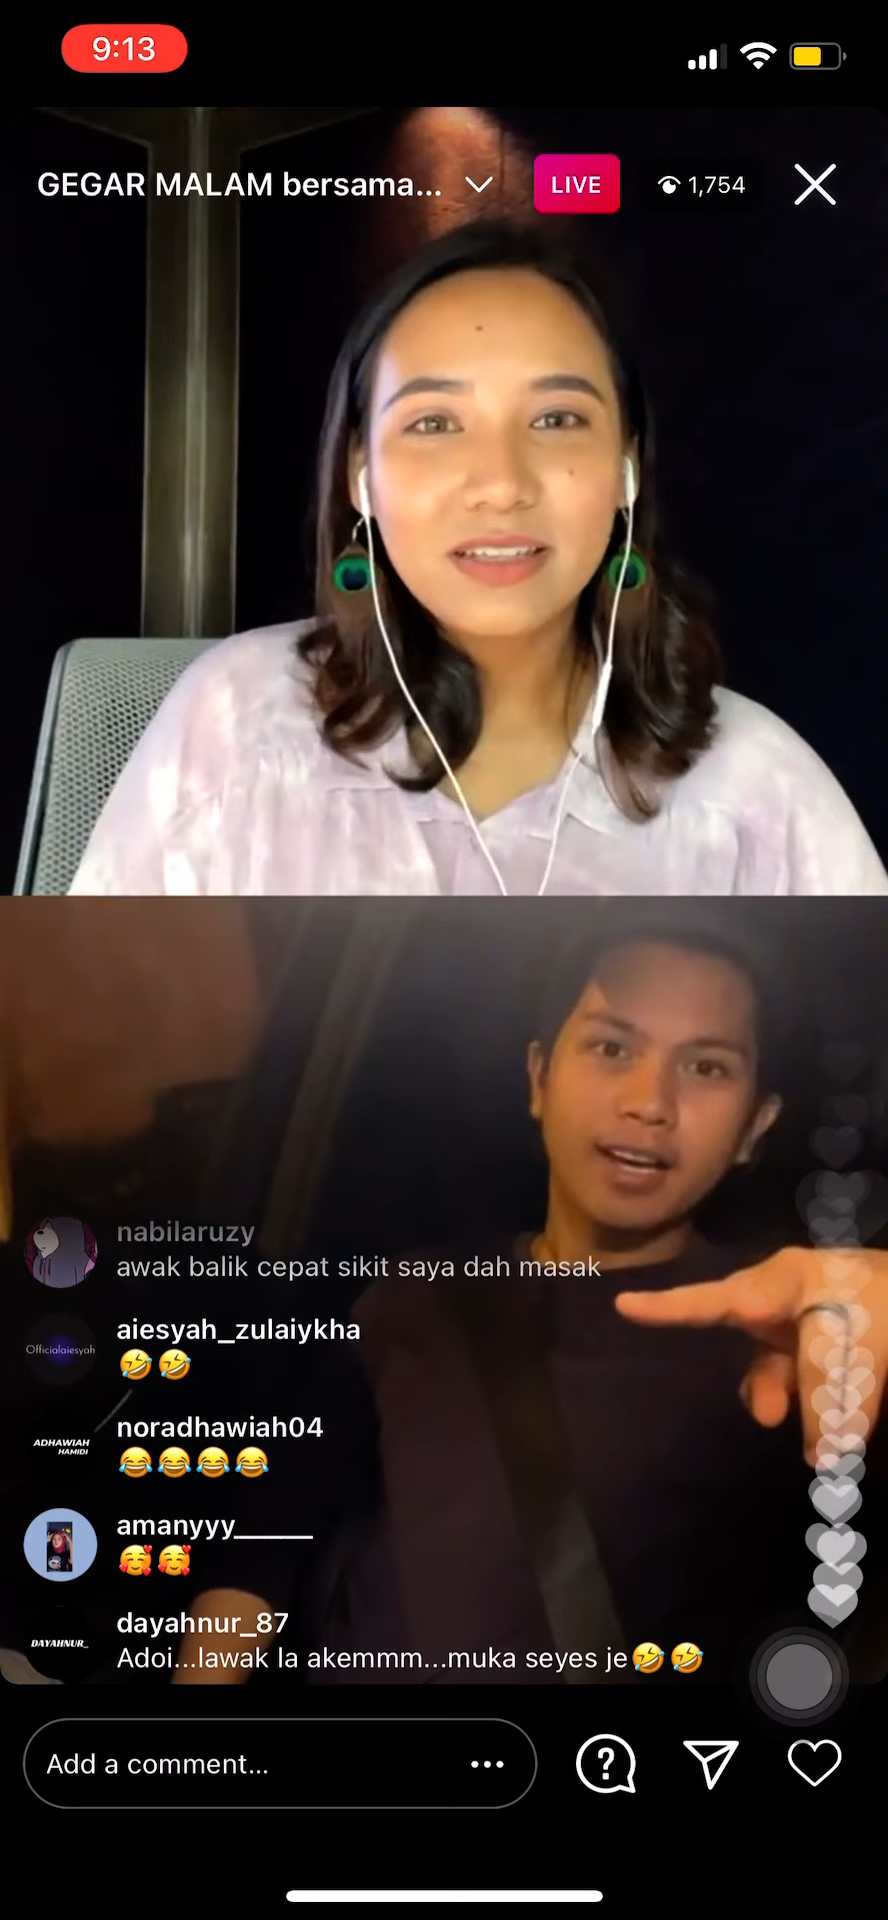 9:13
GEGAR MALAM bersama...
LIVE
1,754
nabilaruzy
awak balik cepat sikit saya dah masak
Officialaiesyah
aiesyah_zulaiykha
🤣🤣
ADHAWIAH
HAMIDI
noradhawiah04
😂😂😂😂
amanyyy_____
🥰🥰
DAYAHNUR_
dayahnur_87
Adoi...lawak la akemmm...muka seyes je🤣🤣
Add a comment...